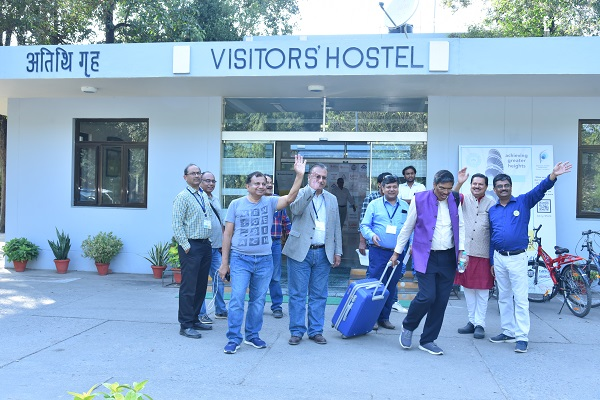 अतिथि गृह
VISITORS' HOSTEL
achieving
greater
heights